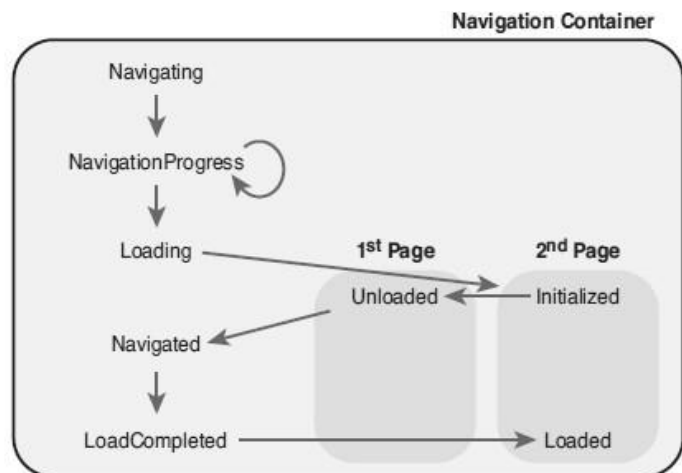 Navigation Container
Navigating
NavigationProgress
Loading
1st Page
2nd Page
Unloaded
Initialized
Navigated
LoadCompleted
Loaded